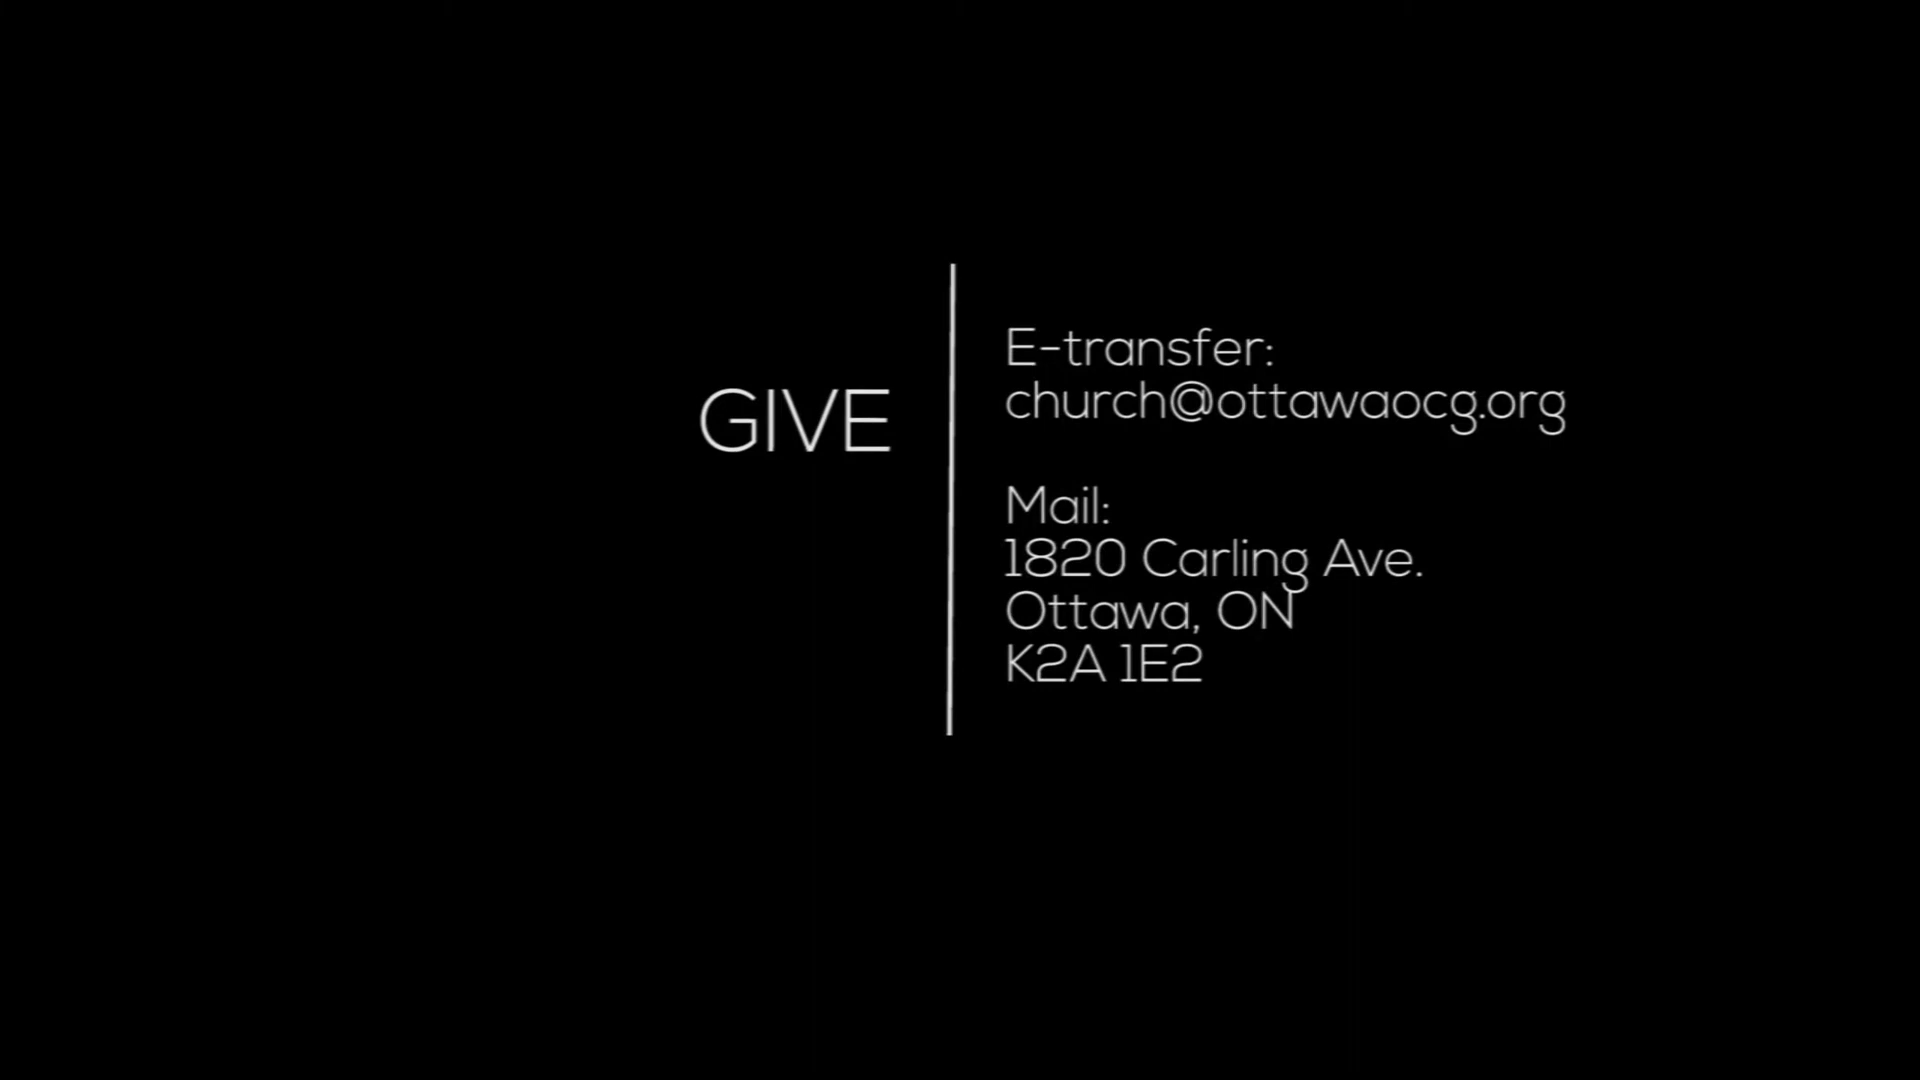 GIVE
E-transfer:
church@ottawaocg.org
Mail:
1820 Carling Ave.
Ottawa, ON
K2A 1E2